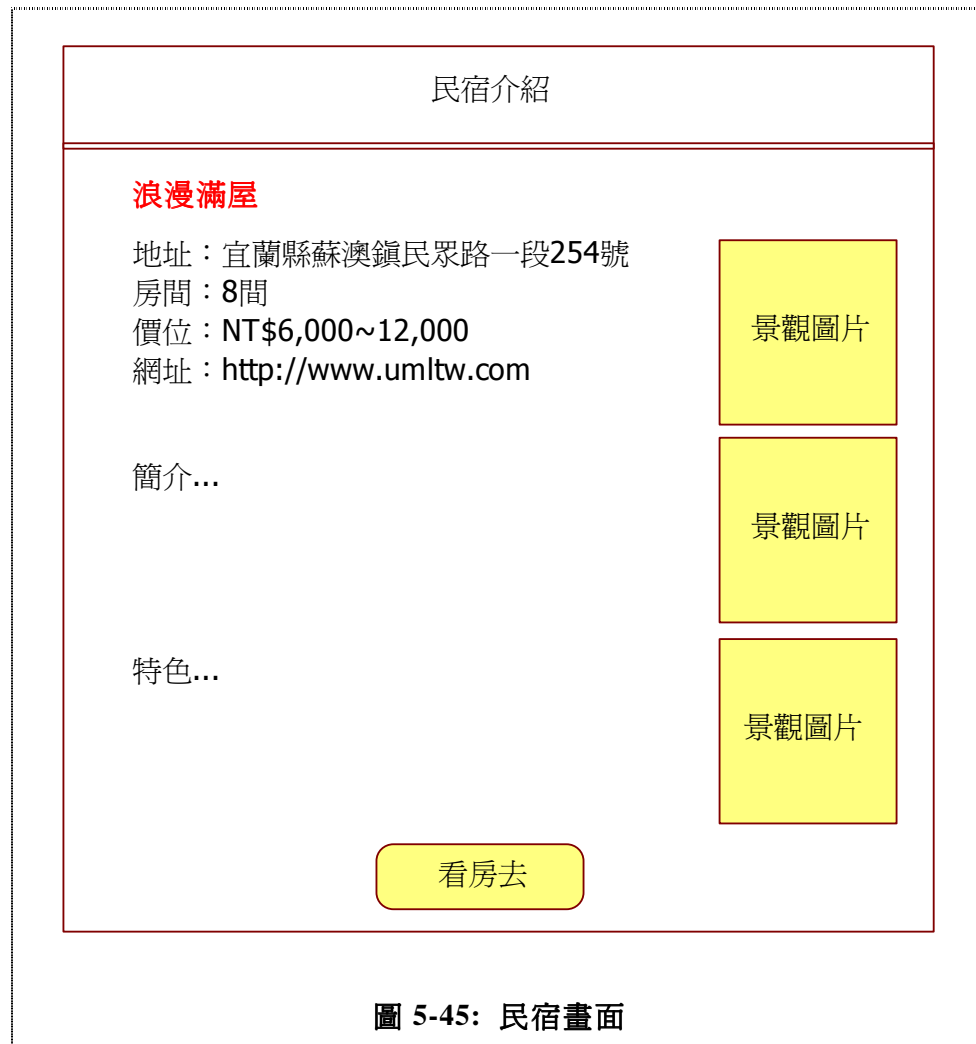 民宿介紹
浪漫滿屋
地址：宜蘭縣蘇澳鎮民眾路一段254號
房間：8間
價位：NT$6,000~12,000
網址：http://www.umltw.com
景觀圖片
簡介...
景觀圖片
特色...
景觀圖片
看房去
圖 5-45: 民宿畫面